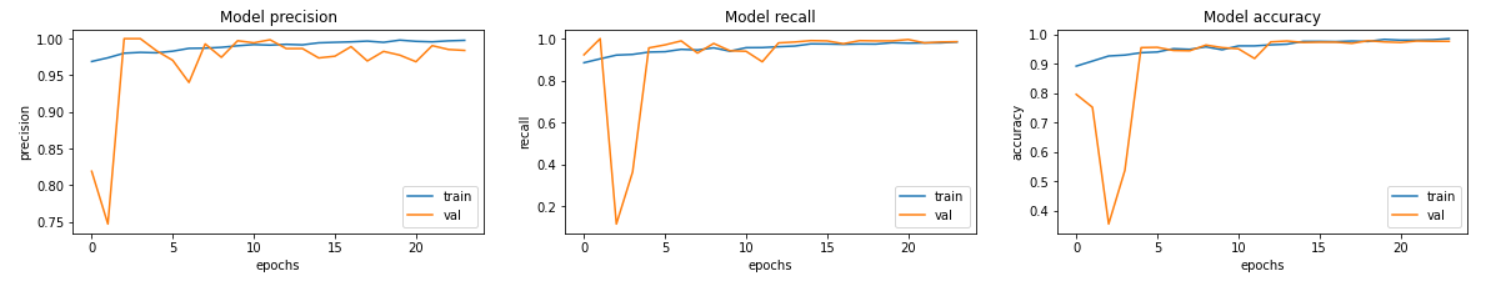 Model precision
1.00
0.95
0.90
0.85
0.80
0.75
precision
train
val
0
5
10
15
20
epochs
Model recall
1.0
0.8
0.6
0.4
0.2
recall
train
val
0
5
10
15
20
epochs
Model accuracy
1.0
0.9
0.8
0.7
0.6
0.5
0.4
accuracy
train
val
0
5
10
15
20
epochs